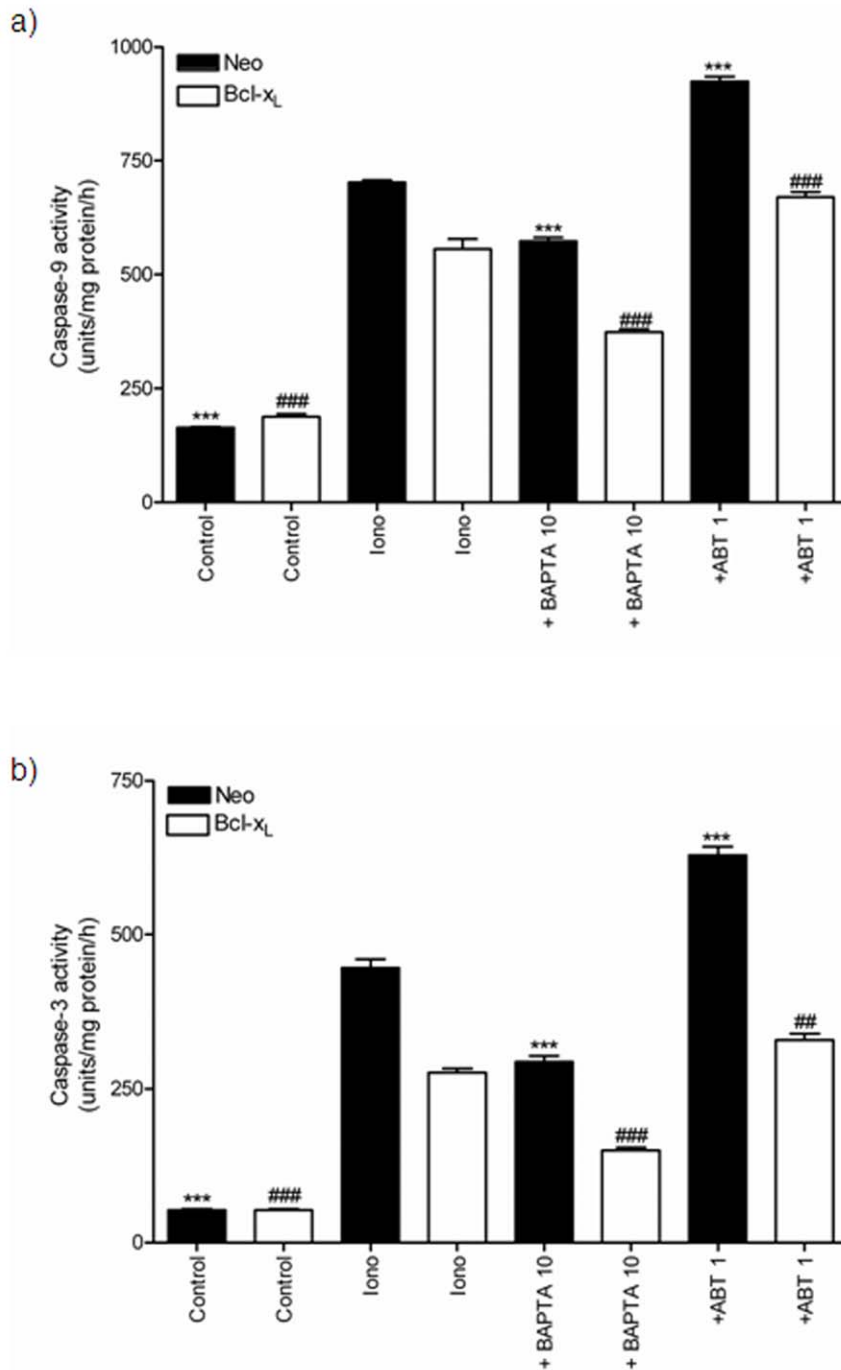 a)
1000
750
500
250
0
Caspase-9 activity
(units/mg protein/h)
Neo
Bcl-xL
***
###
***
###
***
###
Control
Control
Iono
Iono
+ BAPTA 10
+ BAPTA 10
+ABT 1
+ABT 1
b)
750
500
250
0
Caspase-3 activity
(units/mg protein/h)
Neo
Bcl-xL
***
###
***
###
***
##
Control
Control
Iono
Iono
+ BAPTA 10
+ BAPTA 10
+ABT 1
+ABT 1